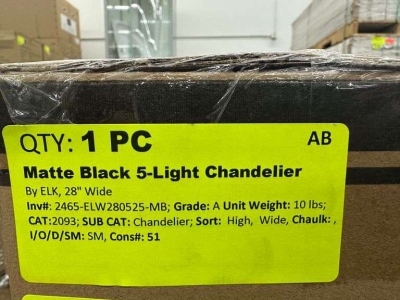 QTY: 1 PC AB
Matte Black 5-Light Chandelier
By ELK, 28" Wide
Inv#: 2465-ELW280525-MB; Grade: A Unit Weight: 10 lbs;
CAT:2093; SUB CAT: Chandelier; Sort: High, Wide, Chaulk: ,
I/O/D/SM: SM, Cons#: 51